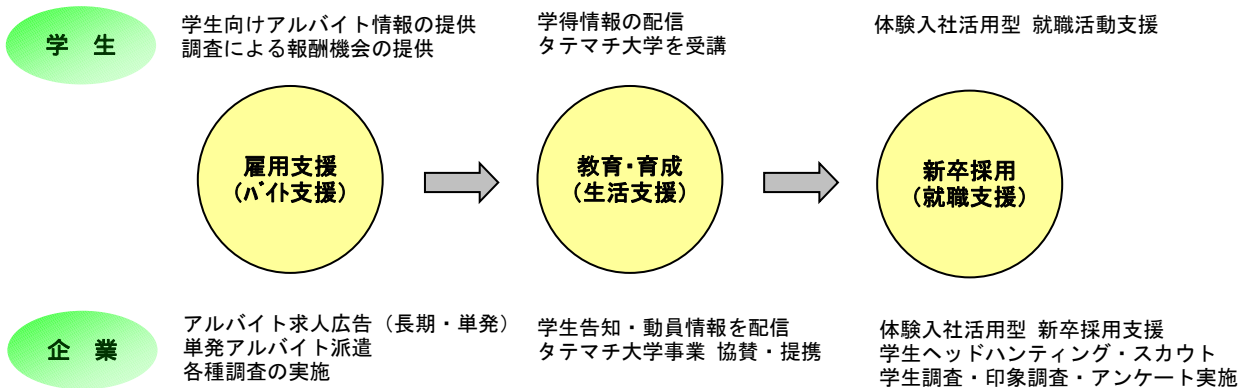 学 生
学生向けアルバイト情報の提供
調査による報酬機会の提供
学得情報の配信
タテマチ大学を受講
体験入社活用型 就職活動支援
雇用支援
(バイト支援)
教育・育成
(生活支援)
新卒採用
(就職支援)
企 業
アルバイト求人広告（長期・単発）
単発アルバイト派遣
各種調査の実施
学生告知・動員情報を配信
タテマチ大学事業 協賛・提携
体験入社活用型 新卒採用支援
学生ヘッドハンティング・スカウト
学生調査・印象調査・アンケート実施